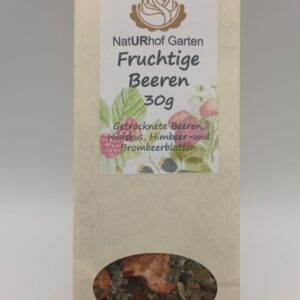 NatURhof Garten
Fruchtige
Beeren
30g
Getrocknete Beeren,
Hibiskus, Himbeer-und
Brombeerblätter